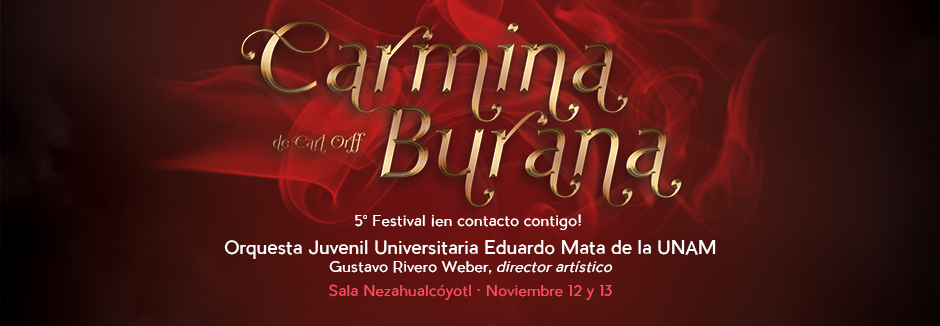 Carmina
de Carl Orff Burana
5° Festival ¡en contacto contigo!
Orquesta Juvenil Universitaria Eduardo Mata de la UNAM
Gustavo Rivero Weber, director artístico
Sala Nezahualcóyotl · Noviembre 12 y 13